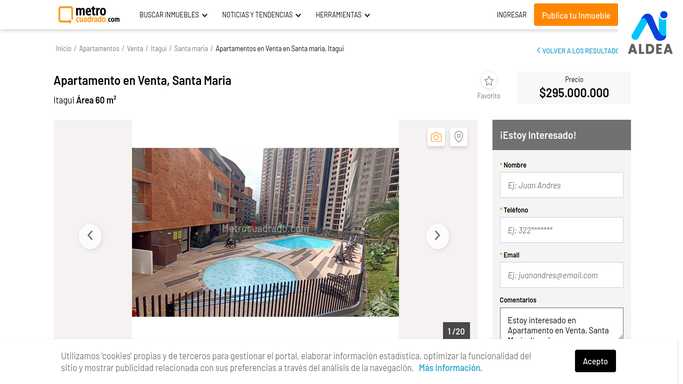 metro
cuadrado.com
BUSCAR INMUEBLES
NOTICIAS Y TENDENCIAS
HERRAMIENTAS
INGRESAR
Publica tu Inmueble
ALDEA
Inicio / Apartamentos / Venta / Itagui / Santa maria / Apartamentos en Venta en Santa maria, Itagui
VOLVER A LOS RESULTAD
Apartamento en Venta, Santa Maria
Itagui Área 60 m²
Favorito
Precio
$295.000.000
¡Estoy Interesado!
* Nombre
Ej: Juan Andres
* Teléfono
Ej: 322*******
* Email
Ej: juanandres@email.com
Comentarios
Estoy interesado en
Apartamento en Venta, Santa
Metrocuadrado.com
1/20
Utilizamos 'cookies' propias y de terceros para gestionar el portal, elaborar información estadística, optimizar la funcionalidad del
sitio y mostrar publicidad relacionada con sus preferencias a través del análisis de la navegación. Más información.
Acepto